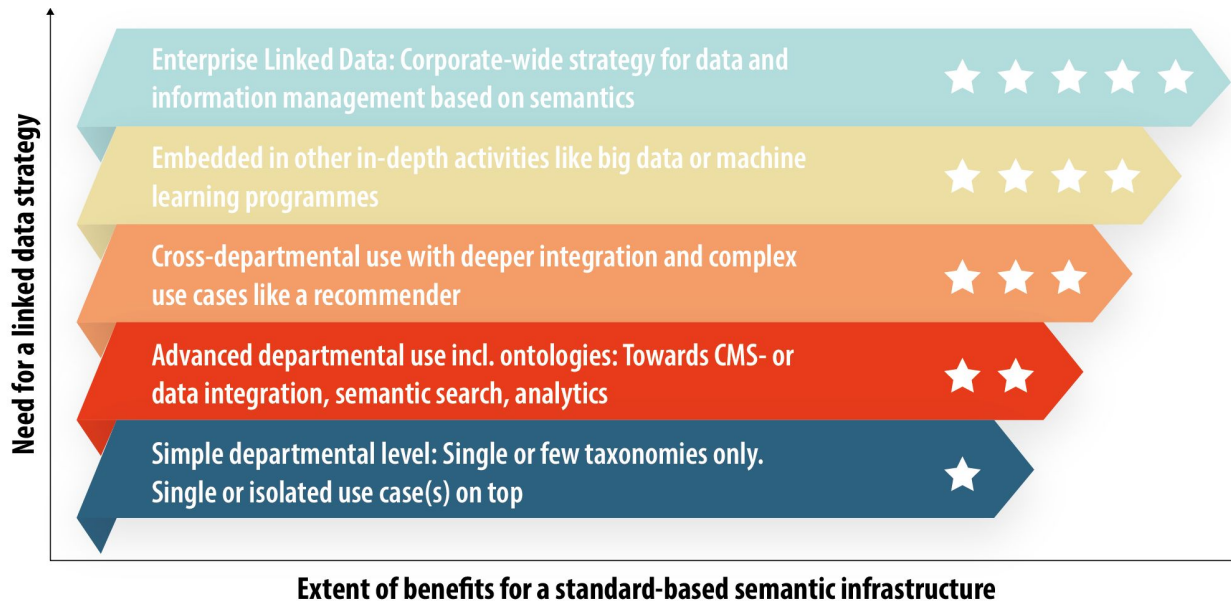 Need for a linked data strategy
Enterprise Linked Data: Corporate-wide strategy for data and
information management based on semantics
Embedded in other in-depth activities like big data or machine
learning programmes
Cross-departmental use with deeper integration and complex
use cases like a recommender
Advanced departmental use incl. ontologies: Towards CMS- or
data integration, semantic search, analytics
Simple departmental level: Single or few taxonomies only.
Single or isolated use case(s) on top
Extent of benefits for a standard-based semantic infrastructure